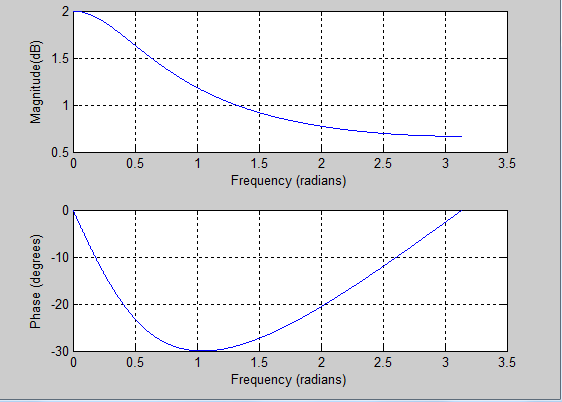 2
1.5
1
0.5
Magnitude(dB)
0 0.5 1 1.5 2 2.5 3 3.5
Frequency (radians)
0
-10
-20
-30
Phase (degrees)
0 0.5 1 1.5 2 2.5 3 3.5
Frequency (radians)